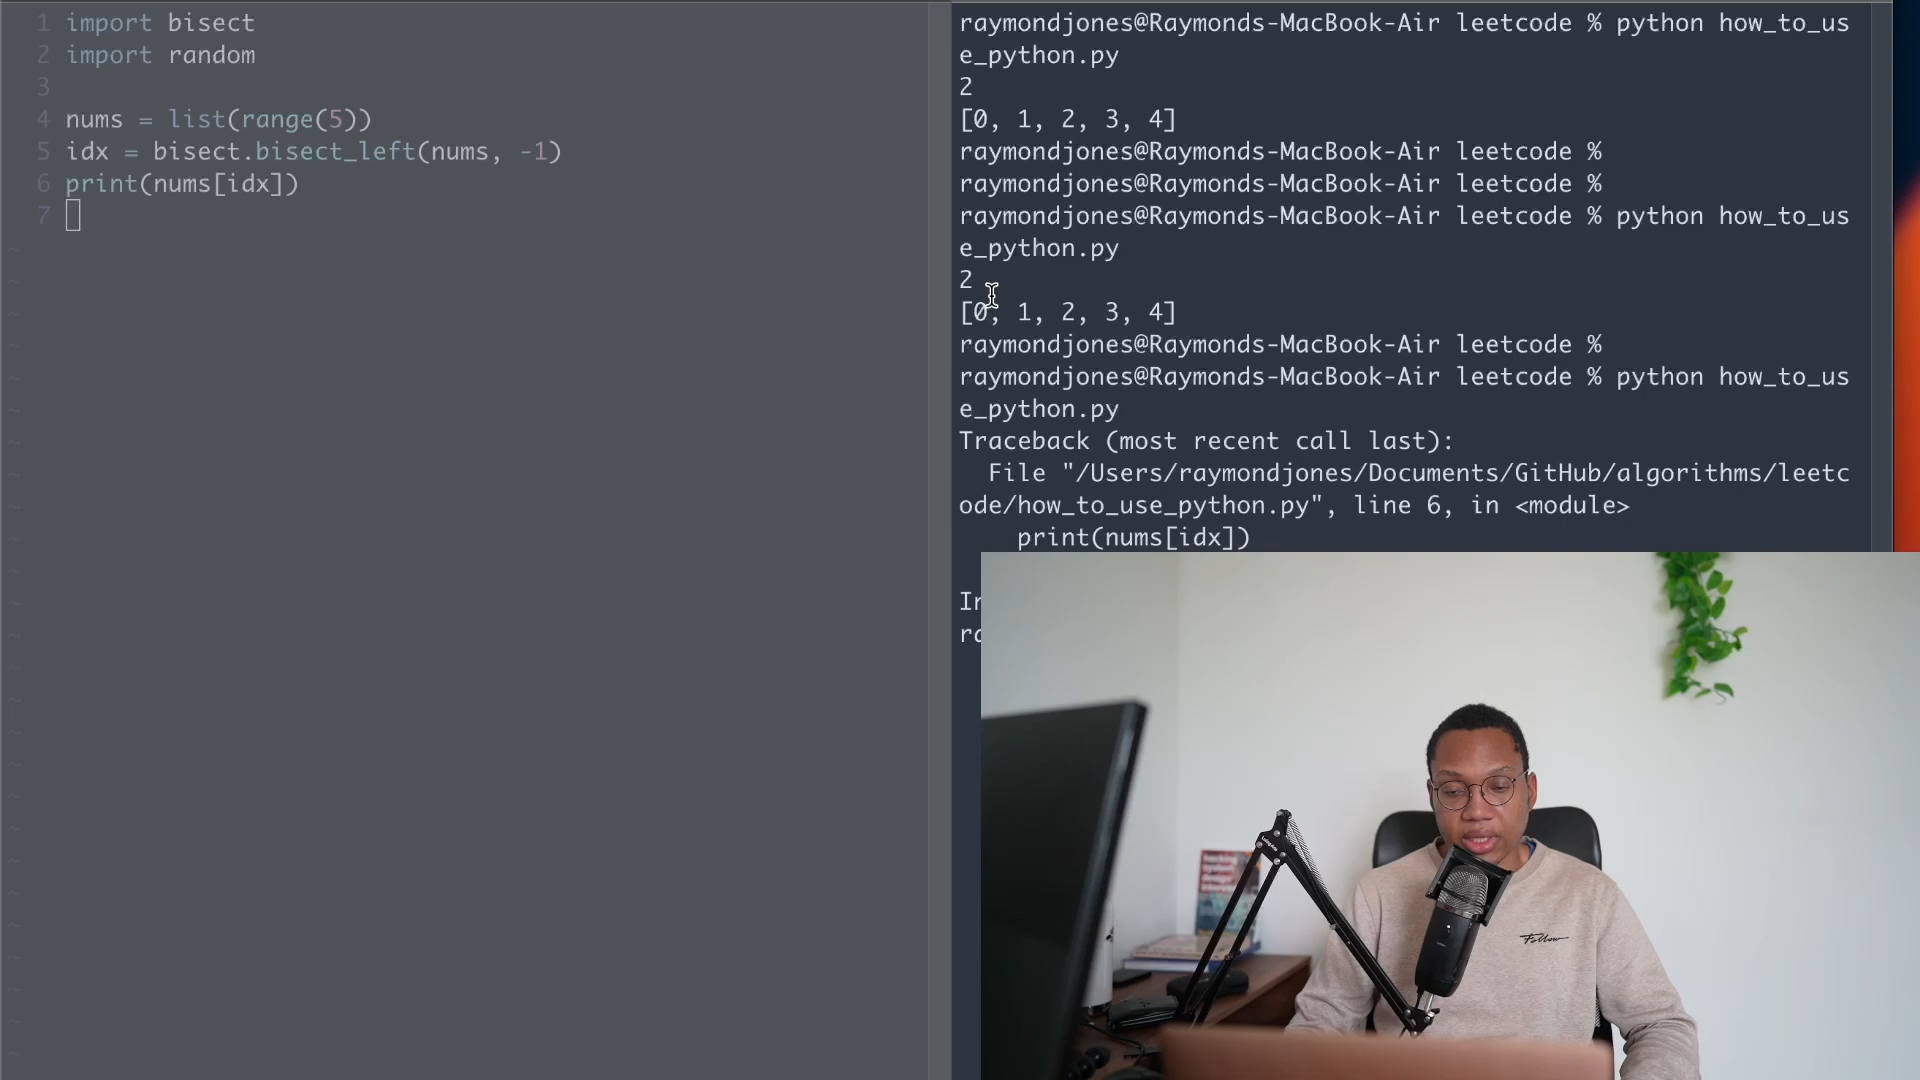 1 import bisect
2 import random
3
4 nums = list(range(5))
5 idx = bisect.bisect_left(nums, -1)
6 print(nums[idx])
7
raymondjones@Raymonds-MacBook-Air leetcode % python how_to_us
e_python.py
2
[0, 1, 2, 3, 4]
raymondjones@Raymonds-MacBook-Air leetcode %
raymondjones@Raymonds-MacBook-Air leetcode %
raymondjones@Raymonds-MacBook-Air leetcode % python how_to_us
e_python.py
2
[0, 1, 2, 3, 4]
raymondjones@Raymonds-MacBook-Air leetcode %
raymondjones@Raymonds-MacBook-Air leetcode % python how_to_us
e_python.py
Traceback (most recent call last):
File "/Users/raymondjones/Documents/GitHub/algorithms/leetc
ode/how_to_use_python.py", line 6, in <module>
print(nums[idx])
Follow